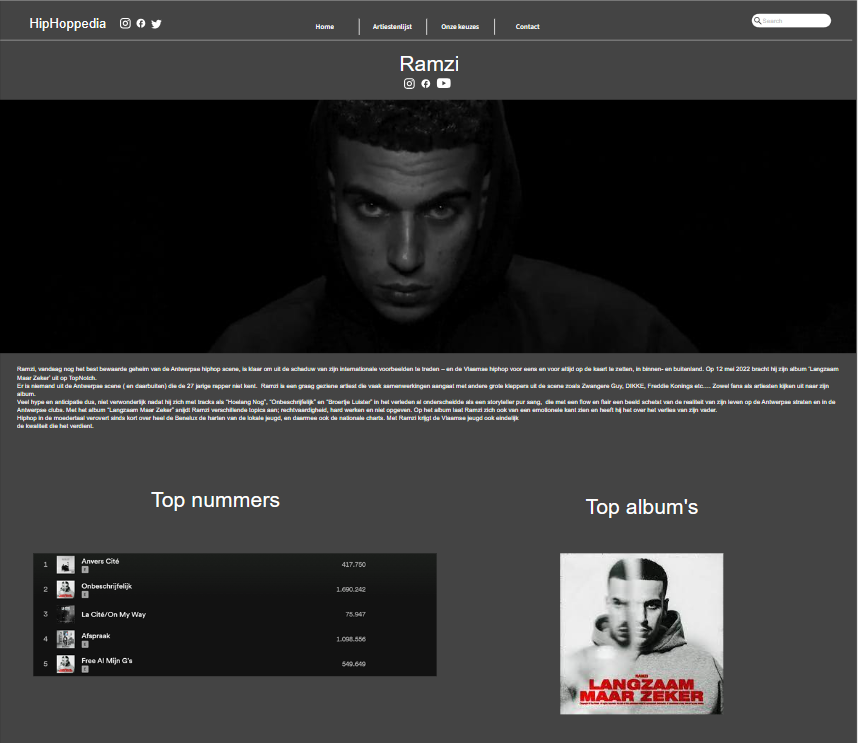 HipHoppedia
Home
Artiestenlijst
Onze keuzes
Contact
Search
Ramzi
Ramzi, vandaag nog het best bewaarde geheim van de Antwerpse hiphop scene, is klaar om uit de schaduw van zijn internationale voorbeelden te treden – en de Vlaamse hiphop voor eens en voor altijd op de kaart te zetten, in binnen- en buitenland. Op 12 mei 2022 bracht hij zijn album 'Langzaam
Maar Zeker' uit op TopNotch.
Er is niemand uit de Antwerpse scene ( en daarbuiten) die de 27 jarige rapper niet kent. Ramzi is een graag geziene artiest die vaak samenwerkingen aangaat met andere grote kleppers uit de scene zoals Zwangere Guy, DIKKE, Freddie Konings etc.... Zowel fans als artiesten kijken uit naar zijn
album.
Veel hype en anticipatie dus, niet verwonderlijk nadat hij zich met tracks als "Hoelang Nog", "Onbeschrijfelijk" en "Broertje Luister" in het verleden al onderscheidde als een storyteller pur sang, die met een flow en flair een beeld schetst van de realiteit van zijn leven op de Antwerpse straten en in de
Antwerpse clubs. Met het album "Langzaam Maar Zeker" snijdt Ramzi verschillende topics aan; rechtvaardigheid, hard werken en niet opgeven. Op het album laat Ramzi zich ook van een emotionele kant zien en heeft hij het over het verlies van zijn vader.
Hiphop in de moedertaal verovert sinds kort over heel de Benelux de harten van de lokale jeugd, en daarmee ook de nationale charts. Met Ramzi krijgt de Vlaamse jeugd ook eindelijk
de kwaliteit die het verdient.
Top nummers
Top album's
1 Anvers Cité 417.750
E
2 Onbeschrijfelijk 1.690.242
E
3 La Cité/On My Way 75.947
4 Afspraak 1.098.556
E
5 Free Al Mijn G's 549.649
E
RAMZI
LANGZAAM
MAAR ZEKER